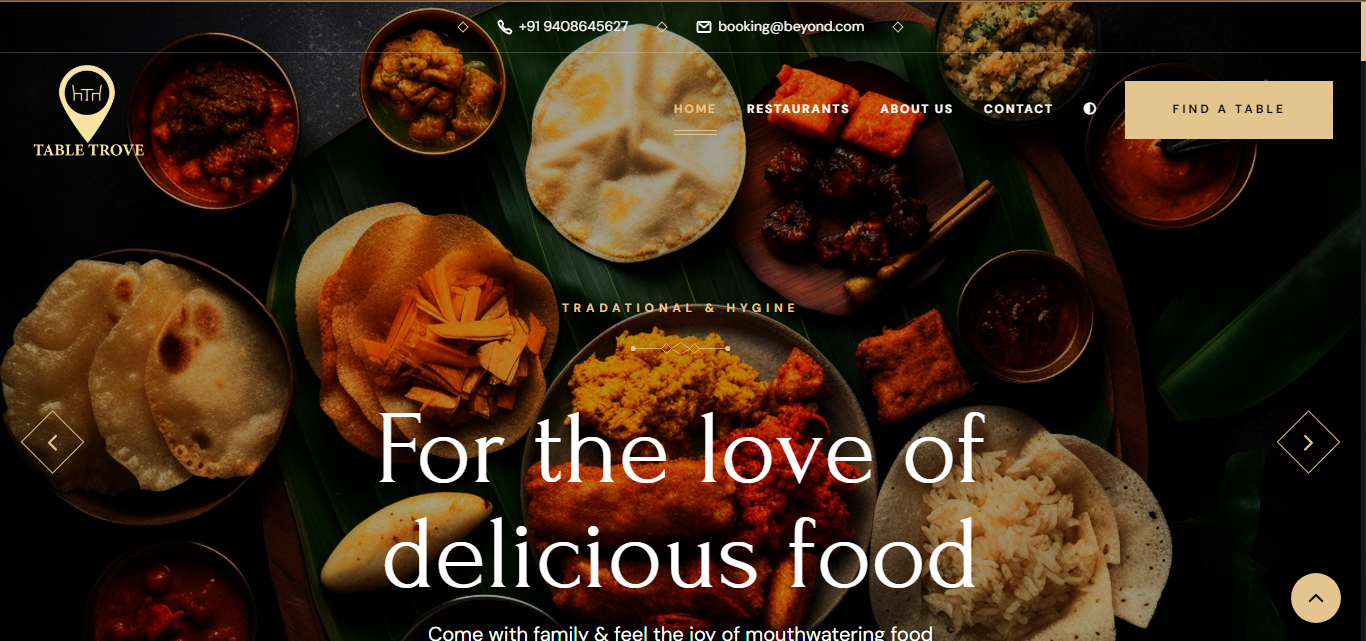 +91 9408645627
booking@beyond.com
TABLE TROVE
HOME
RESTAURANTS
ABOUT US
CONTACT
FIND A TABLE
TRADATIONAL & HYGINE
For the love of
delicious food
Come with family & feel the joy of mouthwatering food